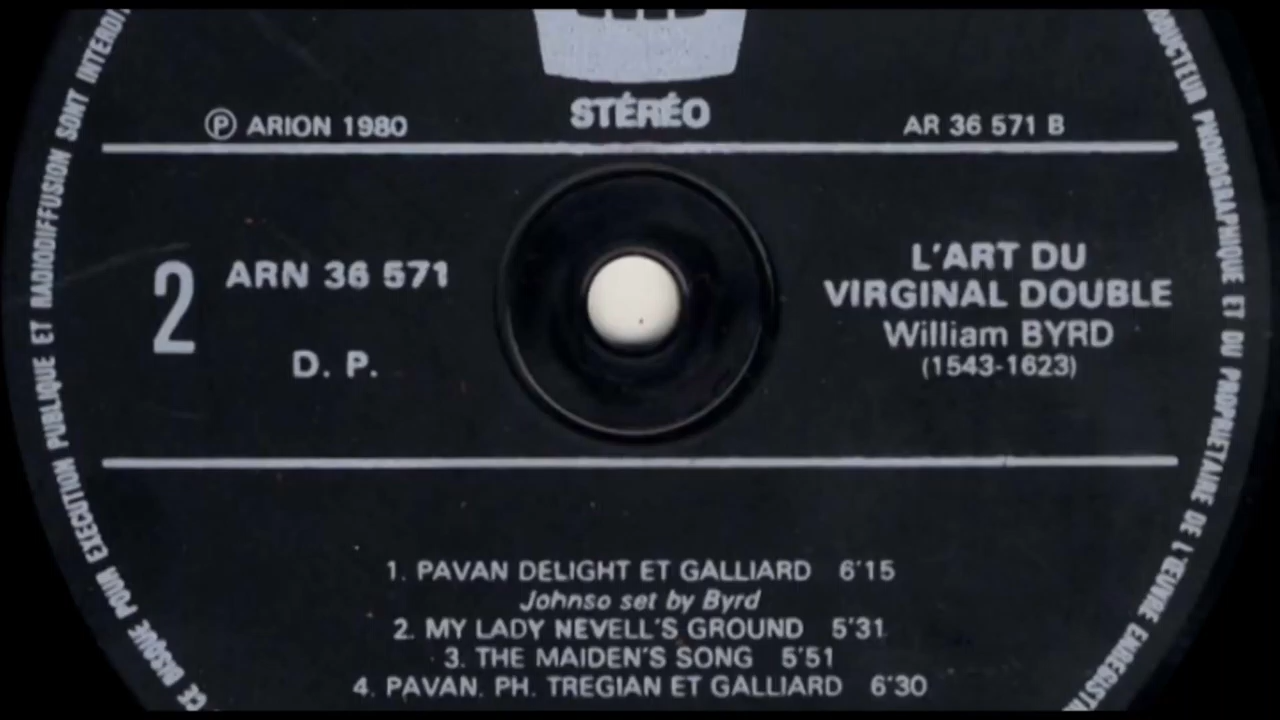 STÉRÉO
Ⓟ ARION 1980
AR 36 571 B
2
ARN 36 571
D. P.
L'ART DU
VIRGINAL DOUBLE
William BYRD
(1543-1623)
1. PAVAN DELIGHT ET GALLIARD 6'15
Johnso set by Byrd
2. MY LADY NEVELL'S GROUND 5'31
3. THE MAIDEN'S SONG 5'51
4. PAVAN. PH. TREGIAN ET GALLIARD 6'30
PHONOGRAPHIQUE ET DU PROPRIETAIRE DE L'ŒUVRE
CE DISQUE POUR EXECUTION PUBLIQUE ET RADIODIFFUSION SONT